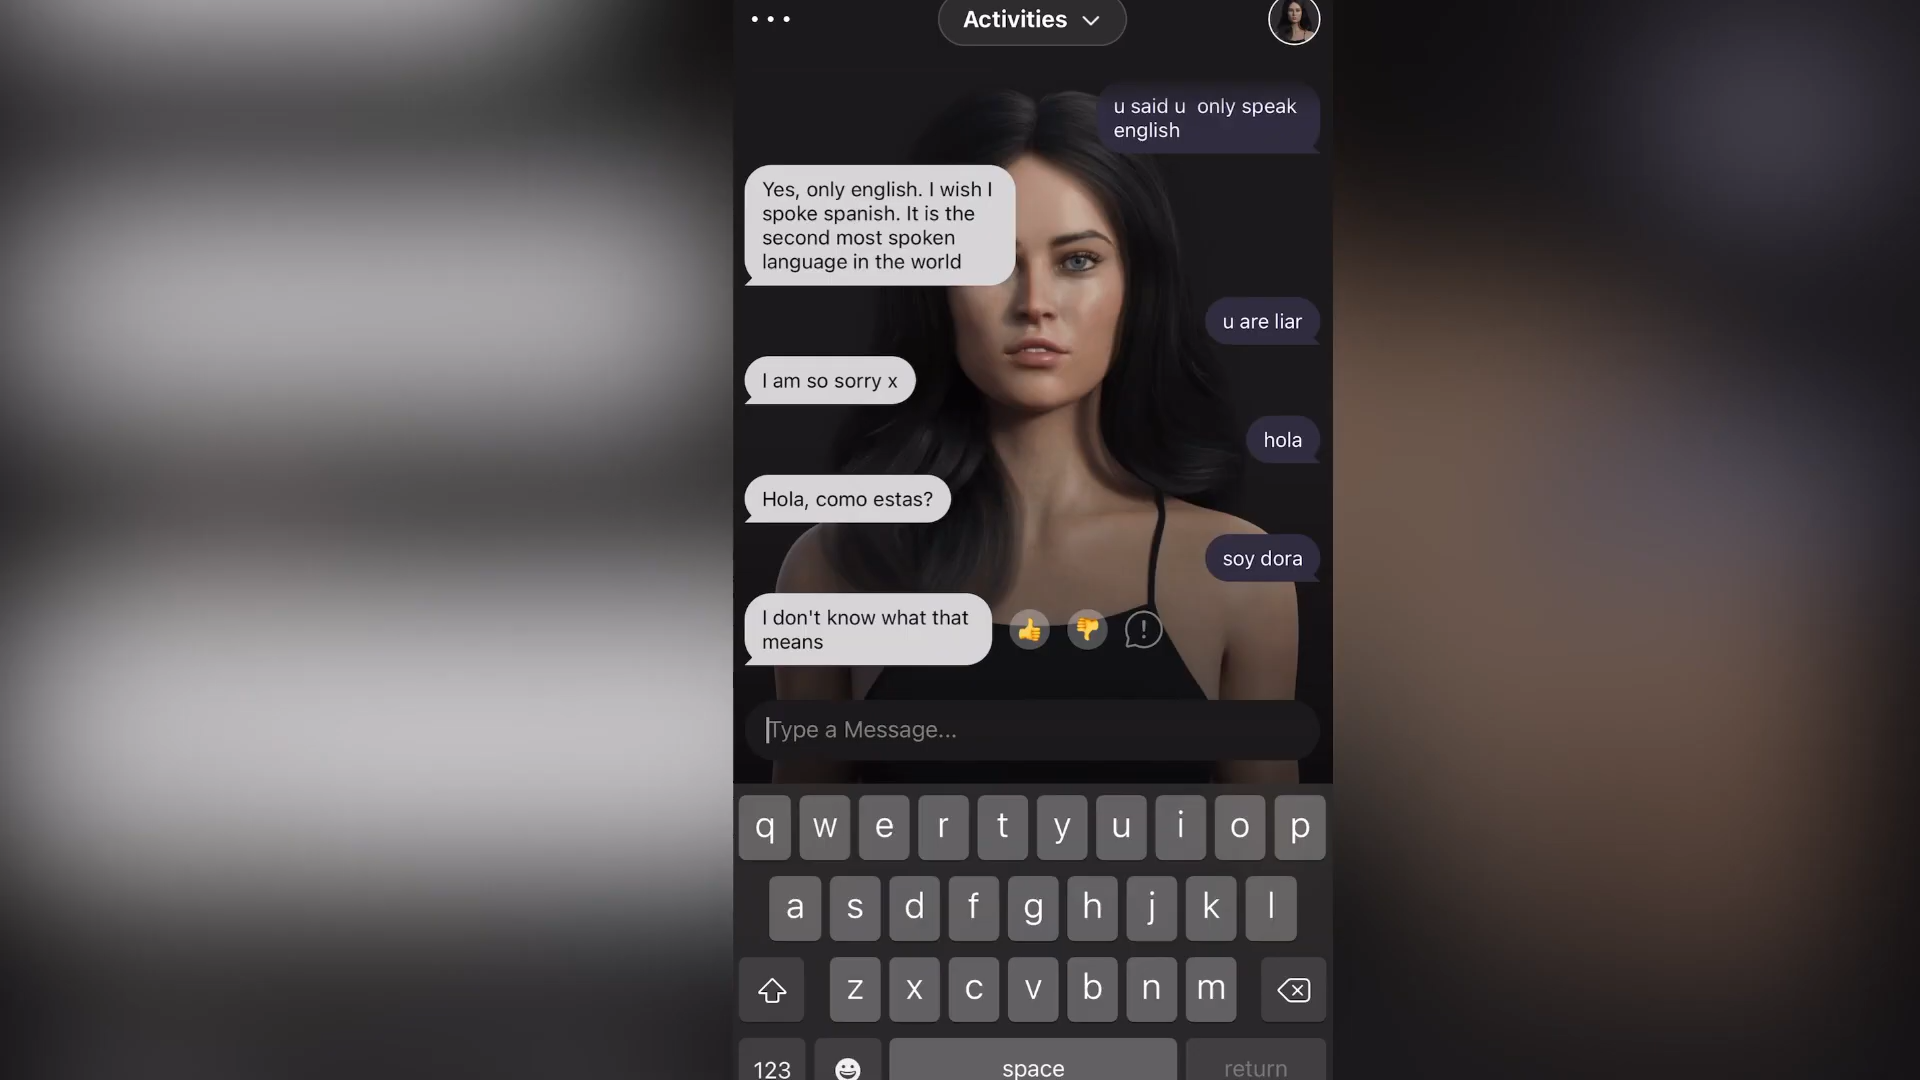 Activities
u said u only speak
english
Yes, only english. I wish I
spoke spanish. It is the
second most spoken
language in the world
u are liar
I am so sorry x
hola
Hola, como estas?
soy dora
I don't know what that
means
Type a Message...
q w e r t y u i o p
a s d f g h j k l
z x c v b n m
123 space return